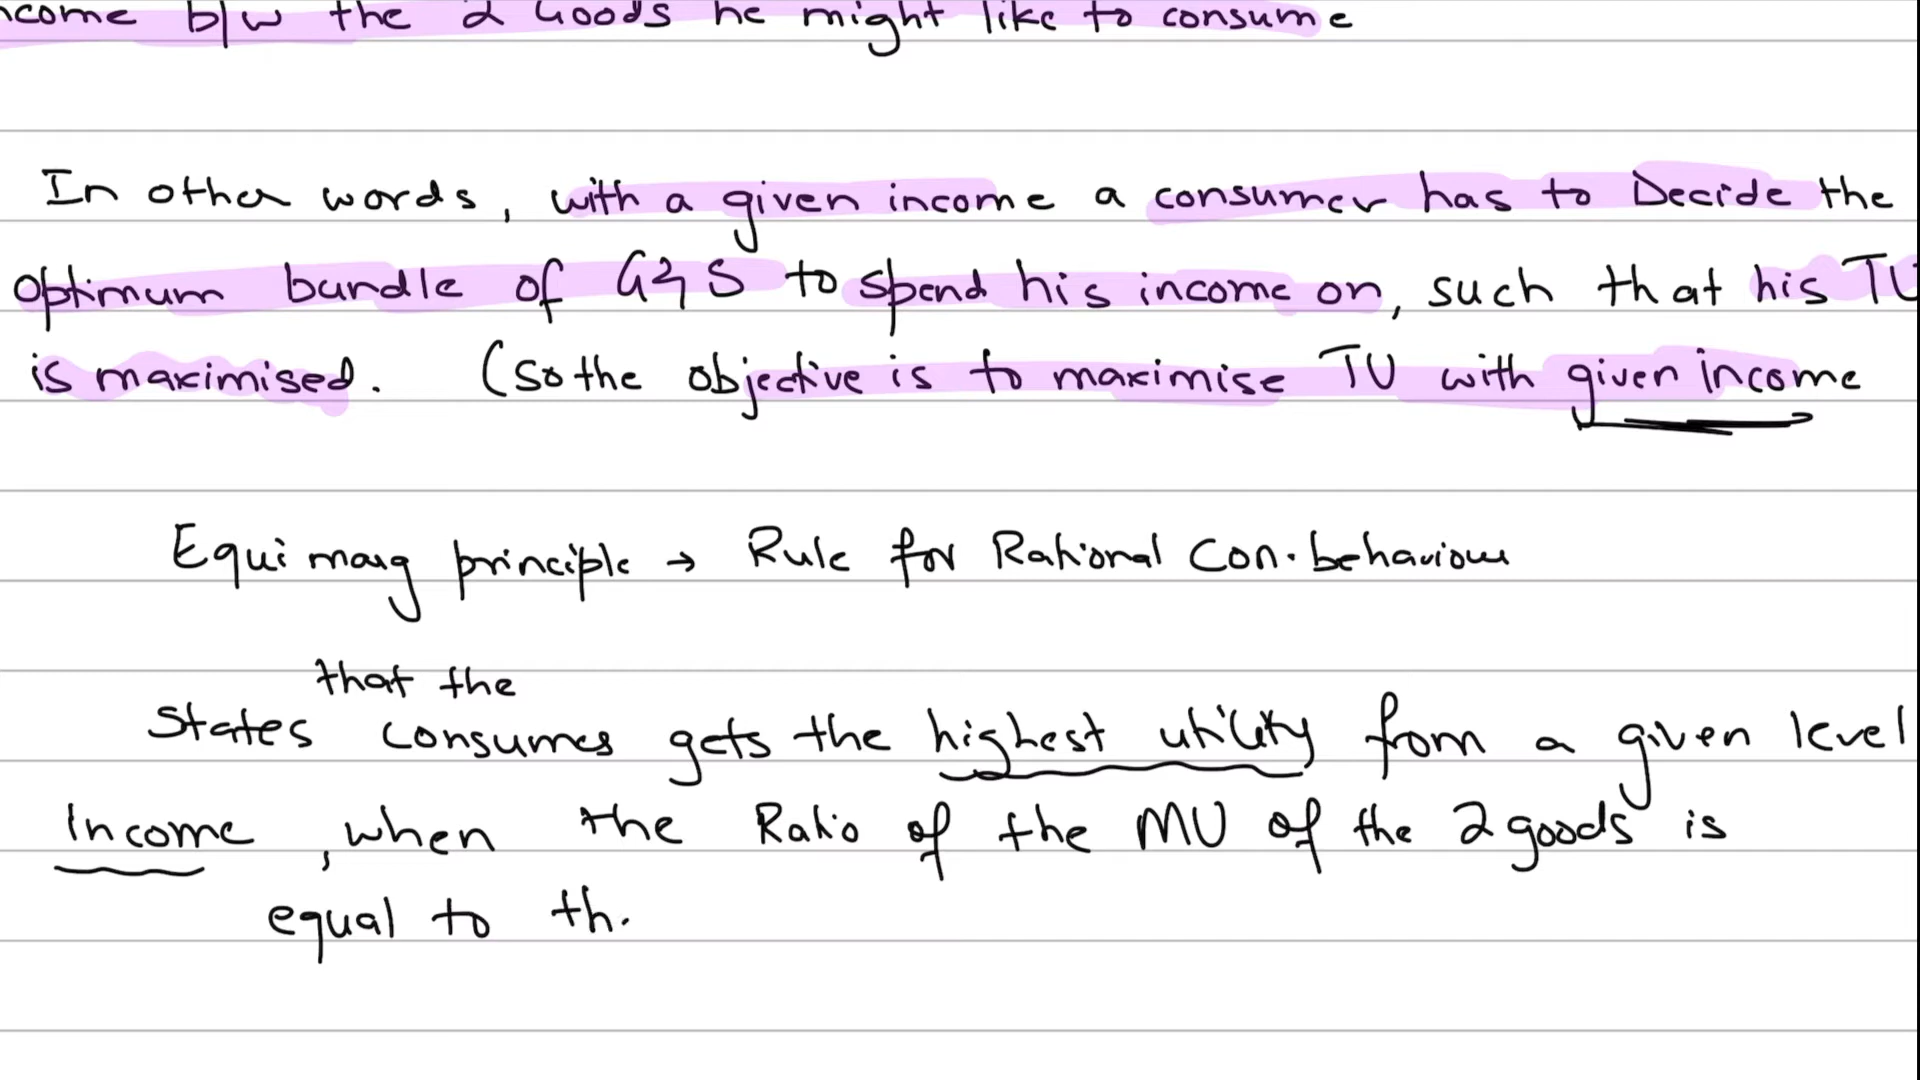 ncome b/w the 2 Goods he might like to consume
In other words, with a given income a consumer has to Decide the
optimum bundle of G & S to spend his income on, such that his TU
is maximised. (So the objective is to maximise TU with given income
Equi marg principle → Rule for Rational Con. behaviour
that the
States consumes gets the highest utility from a given level
Income, when the Ratio of the MU of the 2 goods is
equal to th.